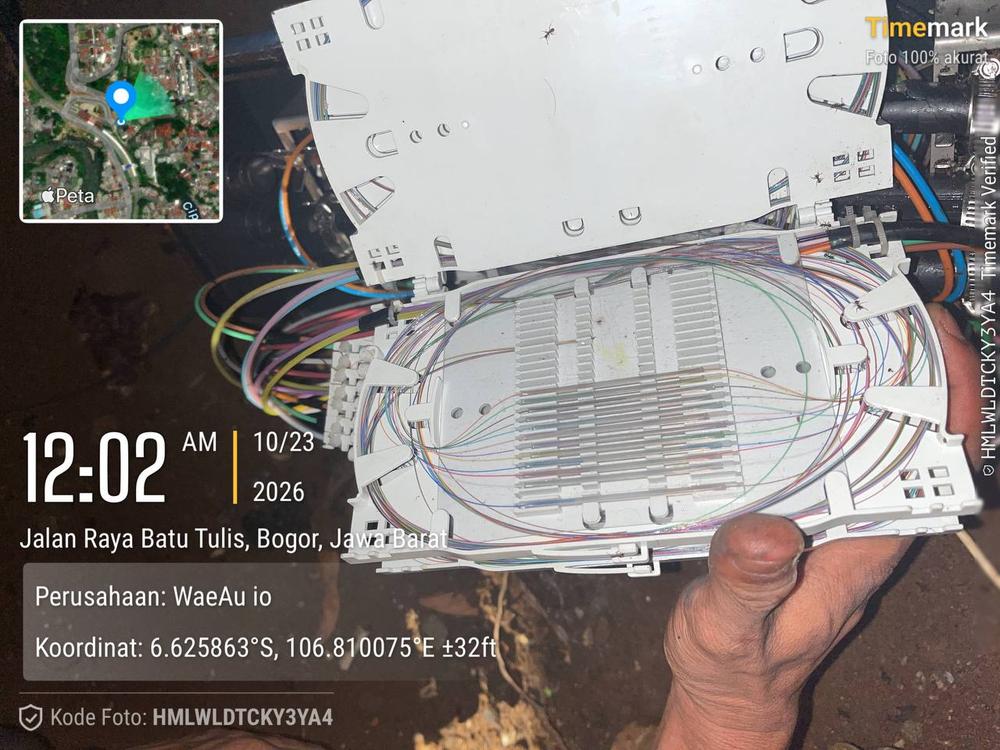 Timemark
Foto 100% akurat
Peta
12:02 AM
10/23
2026
Jalan Raya Batu Tulis, Bogor, Jawa Barat
Perusahaan: WaeAu io
Koordinat: 6.625863°S, 106.810075°E ±32ft
Kode Foto: HMLWLDTCKY3YA4
© HMLWLDTCKY3YA4 Timemark Verified